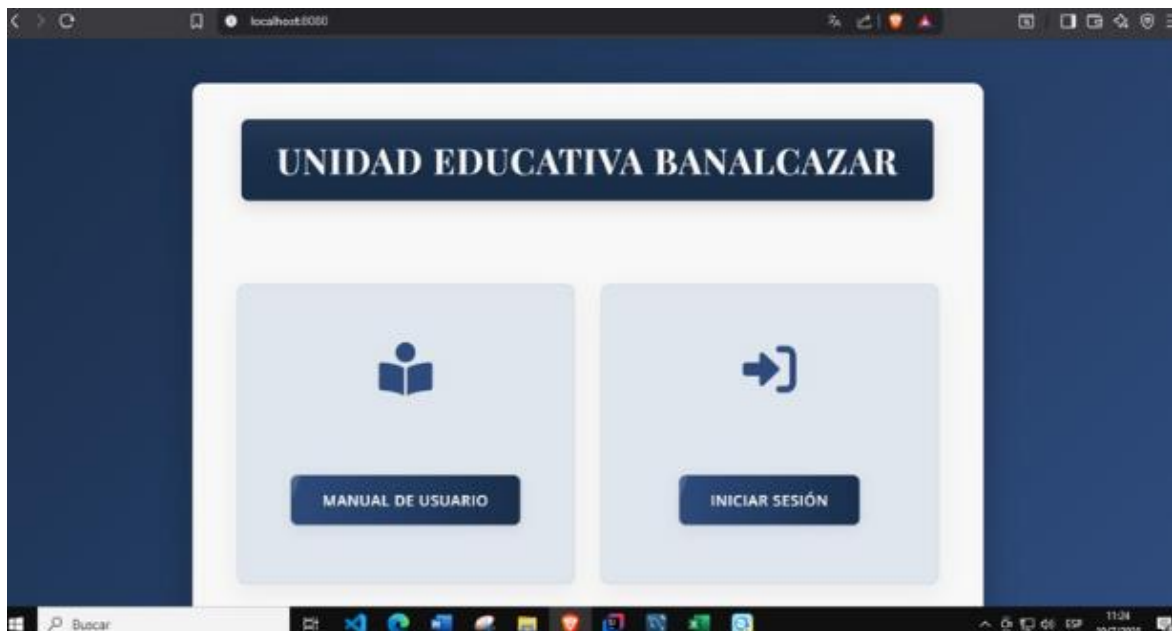 localhost:8080
UNIDAD EDUCATIVA BANALCAZAR
MANUAL DE USUARIO
INICIAR SESIÓN
Buscar
ESP
11:24